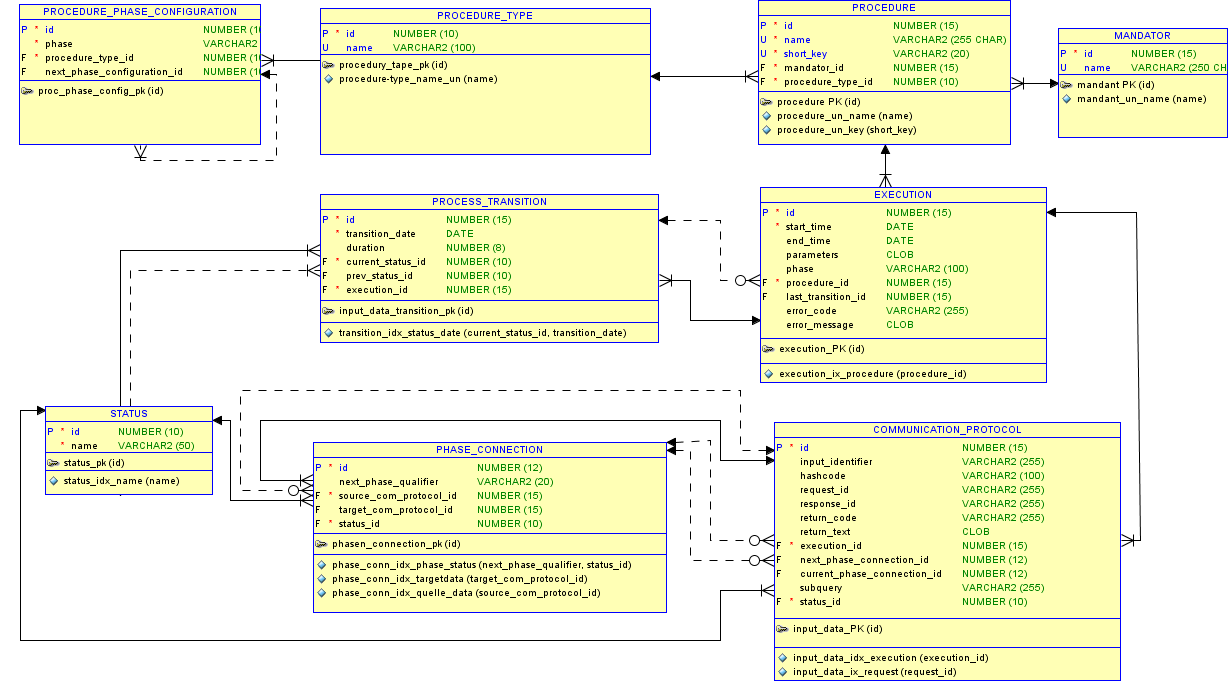 PROCEDURE_PHASE_CONFIGURATION
P * id NUMBER (10
* phase VARCHAR2
F * procedure_type_id NUMBER (10
F next_phase_configuration_id NUMBER (10
proc_phase_config_pk (id)
PROCEDURE_TYPE
P * id NUMBER (10)
U name VARCHAR2 (100)
procedury_tape_pk (id)
procedure-type_name_un (name)
PROCEDURE
P * id NUMBER (15)
U * name VARCHAR2 (255 CHAR)
U * short_key VARCHAR2 (20)
F * mandator_id NUMBER (15)
F * procedure_type_id NUMBER (10)
procedure PK (id)
procedure_un_name (name)
procedure_un_key (short_key)
MANDATOR
P * id NUMBER (15)
U name VARCHAR2 (250 CH
mandant PK (id)
mandant_un_name (name)
PROCESS_TRANSITION
P * id NUMBER (15)
* transition_date DATE
duration NUMBER (8)
F * current_status_id NUMBER (10)
F prev_status_id NUMBER (10)
F * execution_id NUMBER (15)
input_data_transition_pk (id)
transition_idx_status_date (current_status_id, transition_date)
EXECUTION
P * id NUMBER (15)
* start_time DATE
end_time DATE
parameters CLOB
phase VARCHAR2 (100)
F * procedure_id NUMBER (15)
F last_transition_id NUMBER (15)
error_code VARCHAR2 (255)
error_message CLOB
execution_PK (id)
execution_ix_procedure (procedure_id)
STATUS
P * id NUMBER (10)
* name VARCHAR2 (50)
status_pk (id)
status_idx_name (name)
PHASE_CONNECTION
P * id NUMBER (12)
next_phase_qualifier VARCHAR2 (20)
F * source_com_protocol_id NUMBER (15)
F target_com_protocol_id NUMBER (15)
F * status_id NUMBER (10)
phasen_connection_pk (id)
phase_conn_idx_phase_status (next_phase_qualifier, status_id)
phase_conn_idx_targetdata (target_com_protocol_id)
phase_conn_idx_quelle_data (source_com_protocol_id)
COMMUNICATION_PROTOCOL
P * id NUMBER (15)
input_identifier VARCHAR2 (255)
hashcode VARCHAR2 (100)
request_id VARCHAR2 (255)
response_id VARCHAR2 (255)
return_code VARCHAR2 (255)
return_text CLOB
F * execution_id NUMBER (15)
F next_phase_connection_id NUMBER (12)
F current_phase_connection_id NUMBER (12)
subquery VARCHAR2 (255)
F * status_id NUMBER (10)
input_data_PK (id)
input_data_idx_execution (execution_id)
input_data_ix_request (request_id)